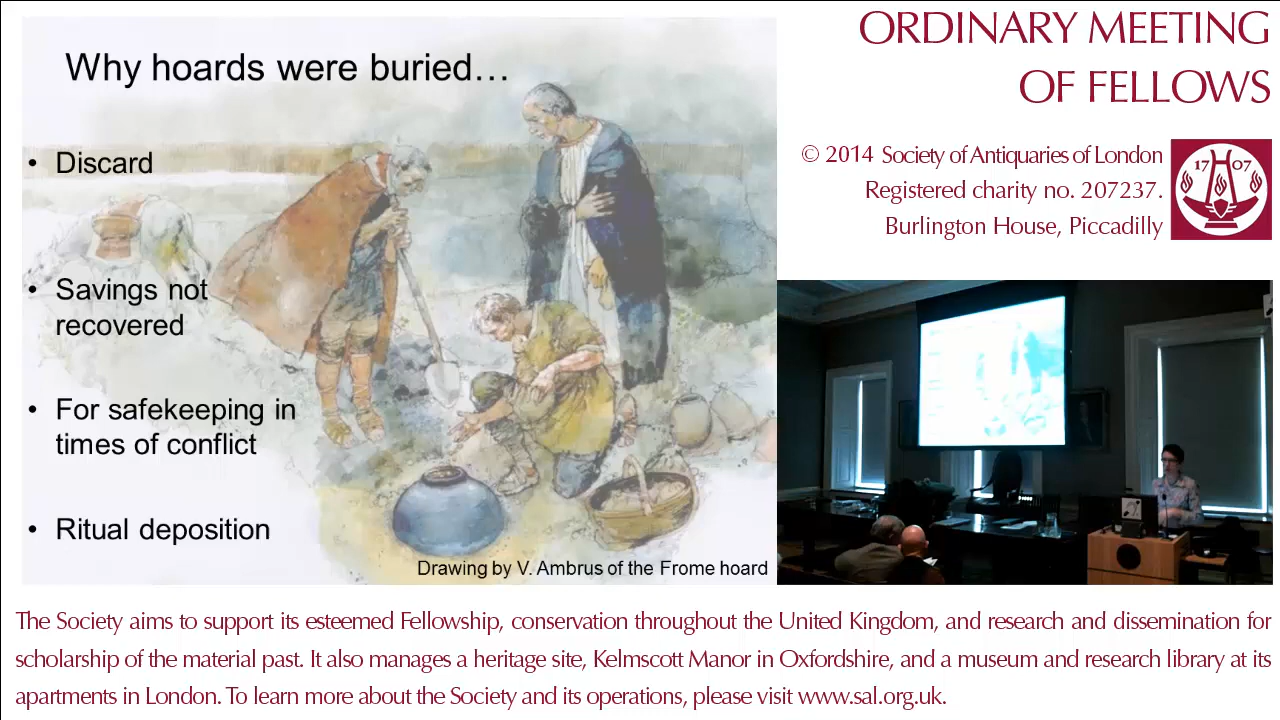 Why hoards were buried…
• Discard
• Savings not
recovered
• For safekeeping in
times of conflict
• Ritual deposition
Drawing by V. Ambrus of the Frome hoard
ORDINARY MEETING
OF FELLOWS
© 2014 Society of Antiquaries of London
Registered charity no. 207237.
Burlington House, Piccadilly
17 07
The Society aims to support its esteemed Fellowship, conservation throughout the United Kingdom, and research and dissemination for
scholarship of the material past. It also manages a heritage site, Kelmscott Manor in Oxfordshire, and a museum and research library at its
apartments in London. To learn more about the Society and its operations, please visit www.sal.org.uk.